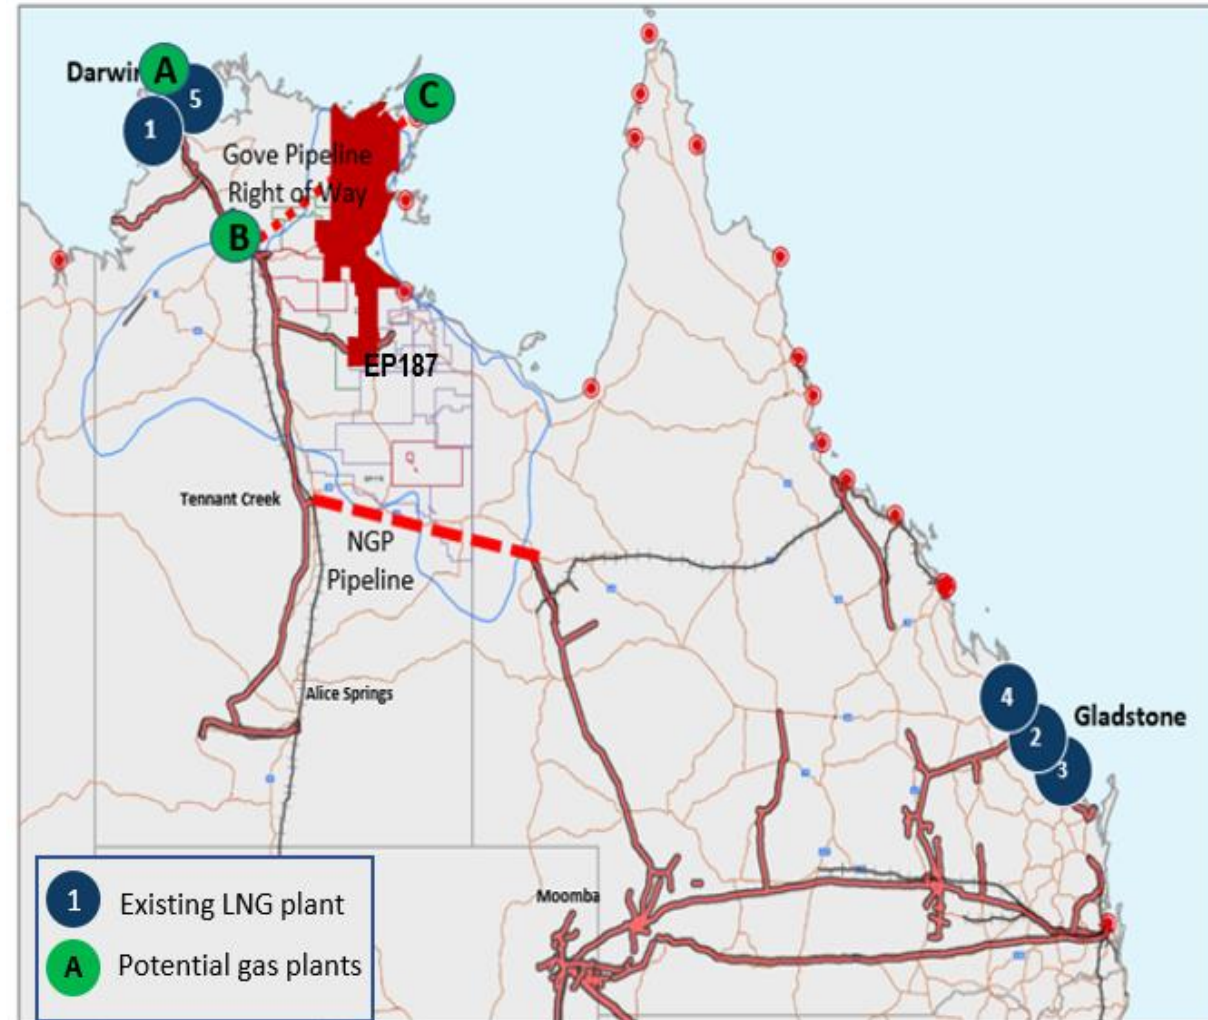 Darwin
A
5
1
C
Gove Pipeline
Right of Way
B
EP187
Tennant Creek
NGP
Pipeline
Alice Springs
4
2
3
Gladstone
Moomba
1 Existing LNG plant
A Potential gas plants